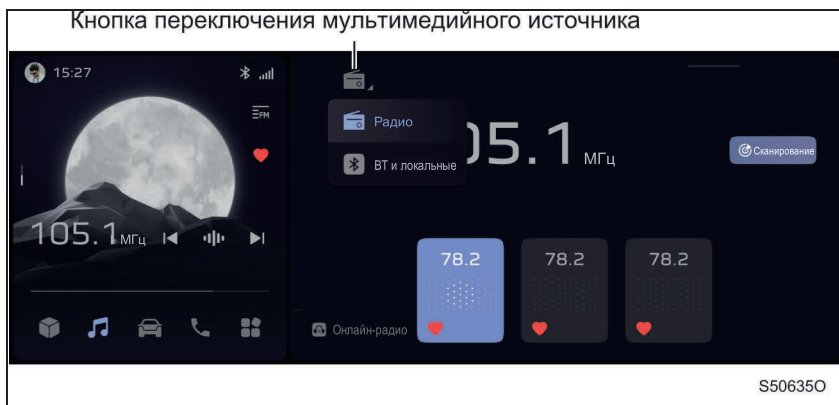 Кнопка переключения мультимедийного источника
15:27
FM
105.1 МГц
Радио
ВТ и локальные
05.1 МГц
Сканирование
78.2
78.2
78.2
Онлайн-радио
S50635O